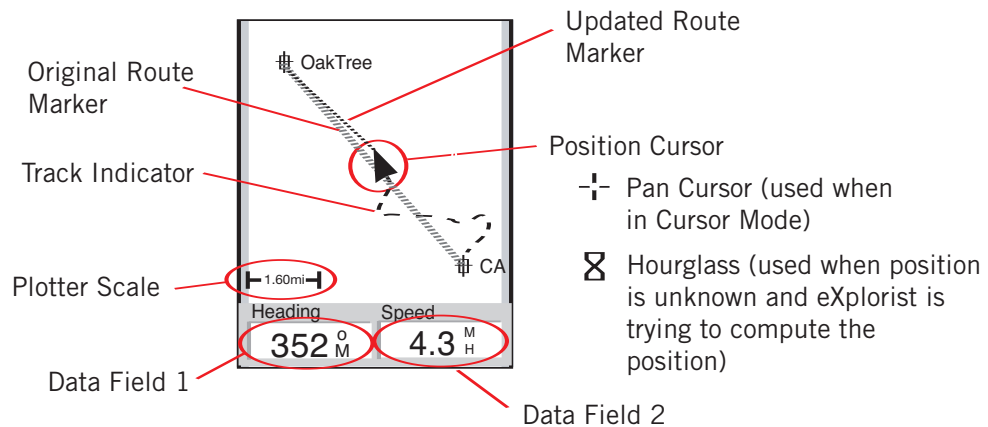 Updated Route
Marker
Original Route
Marker
OakTree
Position Cursor
Track Indicator
Pan Cursor (used when
in Cursor Mode)
CA
Hourglass (used when position
is unknown and eXplorist is
trying to compute the
position)
1.60mi
Plotter Scale
Heading
Speed
352 o M
4.3 M H
Data Field 1
Data Field 2